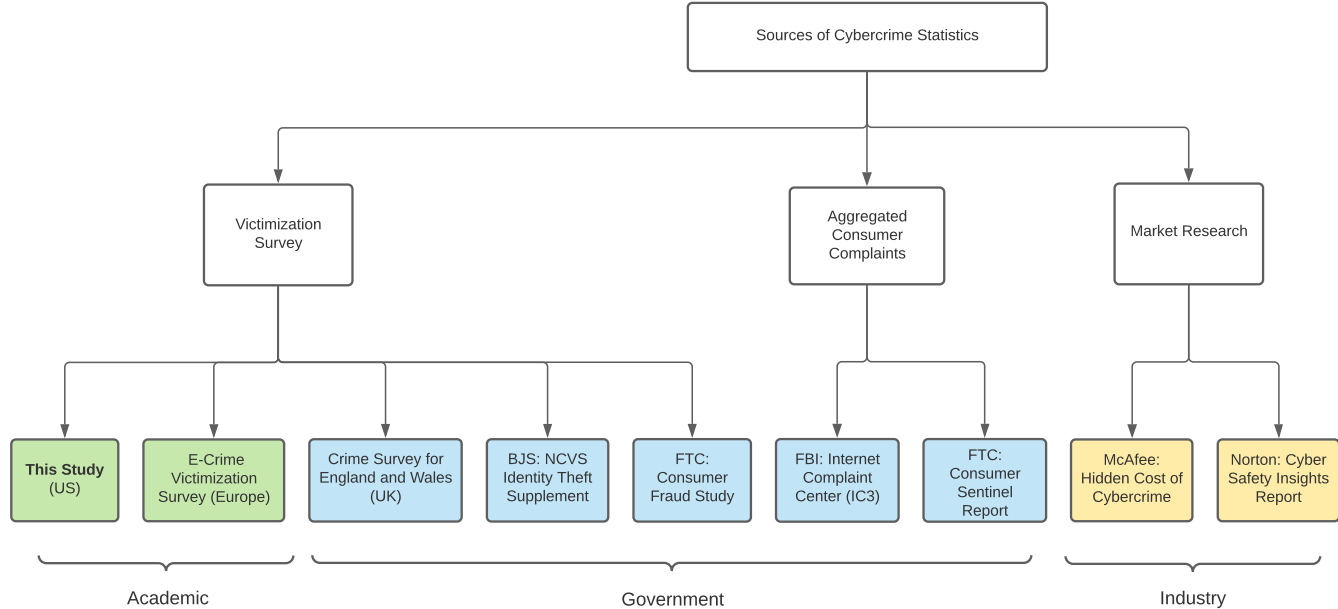 Sources of Cybercrime Statistics
Victimization
Survey
Aggregated
Consumer
Complaints
Market Research
This Study
(US)
E-Crime
Victimization
Survey (Europe)
Crime Survey for
England and Wales
(UK)
BJS: NCVS
Identity Theft
Supplement
FTC:
Consumer
Fraud Study
FBI: Internet
Complaint
Center (IC3)
FTC:
Consumer
Sentinel
Report
McAfee:
Hidden Cost of
Cybercrime
Norton: Cyber
Safety Insights
Report
Academic
Government
Industry